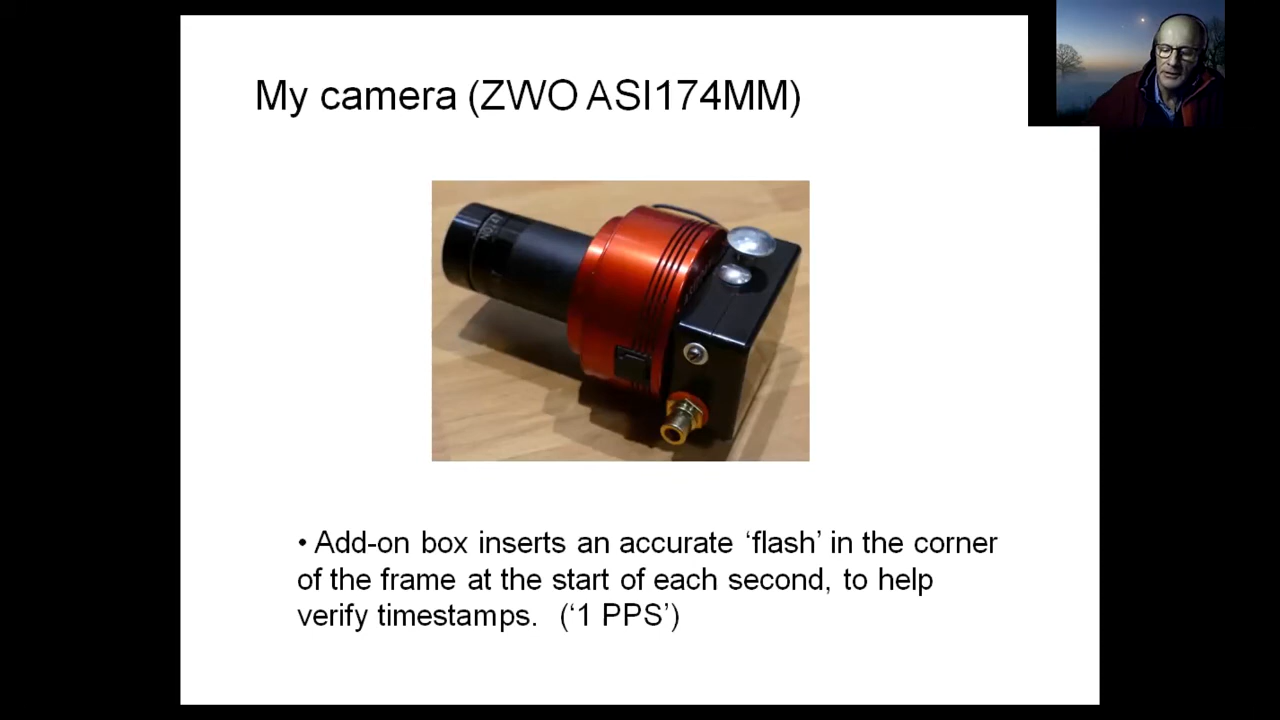 My camera (ZWO ASI174MM)
• Add-on box inserts an accurate ‘flash’ in the corner
of the frame at the start of each second, to help
verify timestamps. (‘1 PPS’)